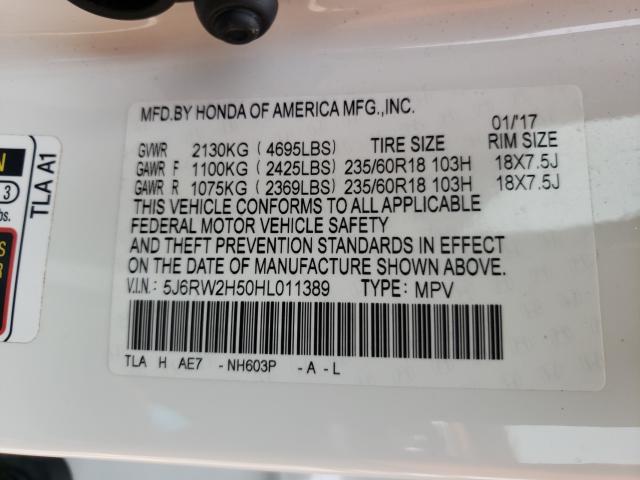 MFD.BY HONDA OF AMERICA MFG.,INC.
01/'17
GVWR 2130KG (4695LBS) TIRE SIZE RIM SIZE
GAWR F 1100KG (2425LBS) 235/60R18 103H 18X7.5J
GAWR R 1075KG (2369LBS) 235/60R18 103H 18X7.5J
THIS VEHICLE CONFORMS TO ALL APPLICABLE
FEDERAL MOTOR VEHICLE SAFETY
AND THEFT PREVENTION STANDARDS IN EFFECT
ON THE DATE OF MANUFACTURE SHOWN ABOVE.
V.I.N.: 5J6RW2H50HL011389 TYPE: MPV
TLA H AE7 -NH603P -A-L
TLA A1
3